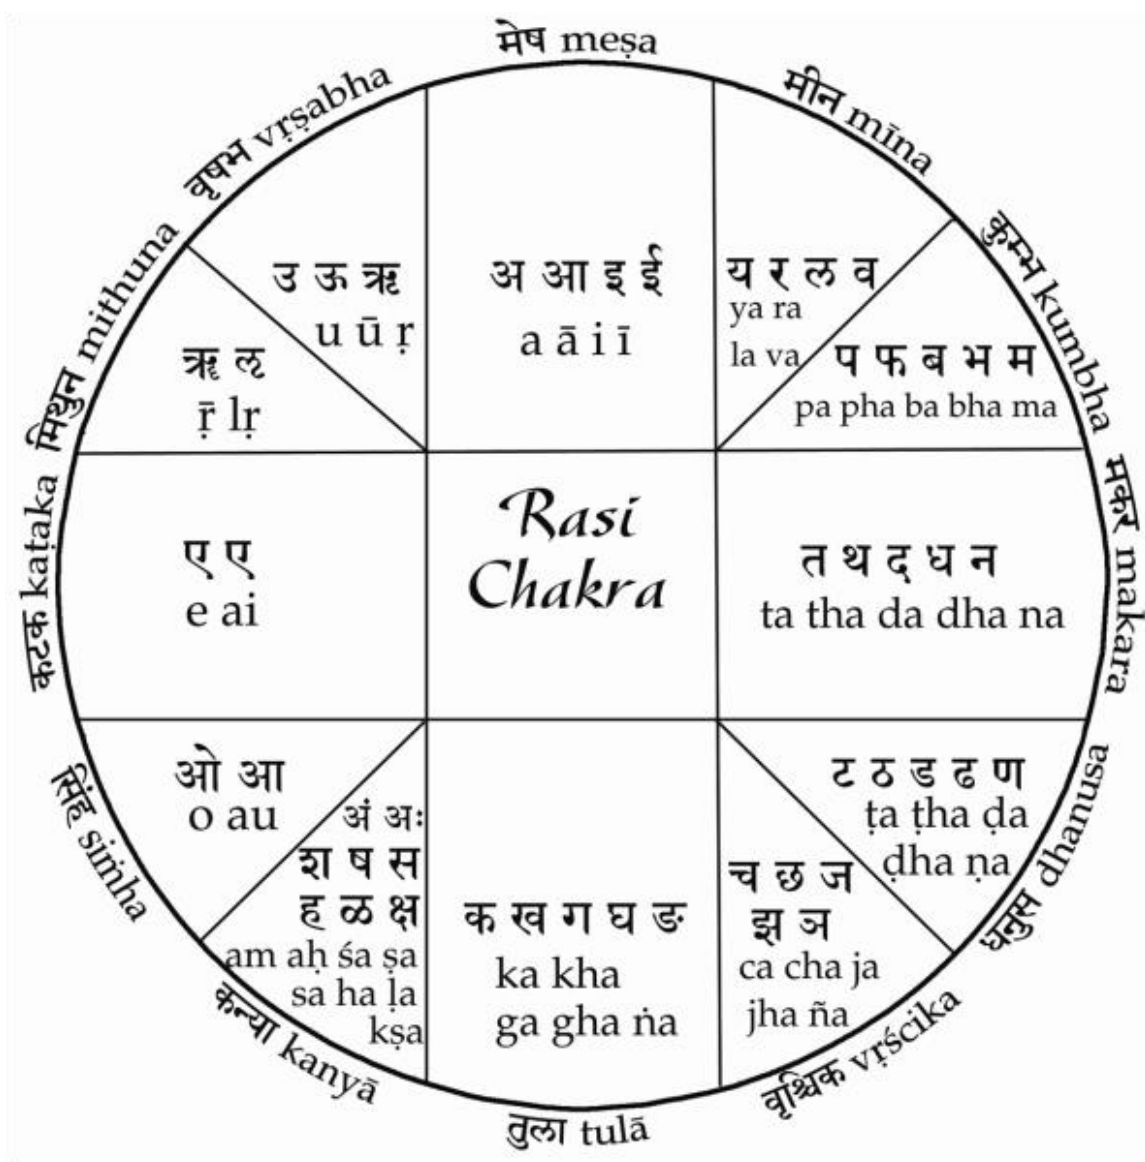 मेष meṣa
मीन mīna
वृषभ vṛṣabha
कुम्भ kumbha
मिथुन mithuna
उ ऊ ऋ
u ū ṛ
अ आ इ ई
a ā i ī
य र ल व
ya ra
la va
ॠ ऌ
ṝ lṛ
प फ ब भ म
pa pha ba bha ma
कटक kaṭaka
ए ए
e ai
Rasi
Chakra
त थ द ध न
ta tha da dha na
मकर makara
सिंह siṁha
ओ आ
o au
अं अः
श ष स
ह ळ क्ष
am aḥ śa ṣa
sa ha ḷa
kṣa
क ख ग घ ङ
ka kha
ga gha ṅa
च छ ज
झ ञ
ca cha ja
jha ña
ट ठ ड ढ ण
ṭa ṭha ḍa
ḍha ṇa
धनुस dhanusa
कन्या kanyā
तुला tulā
वृश्चिक vṛścika